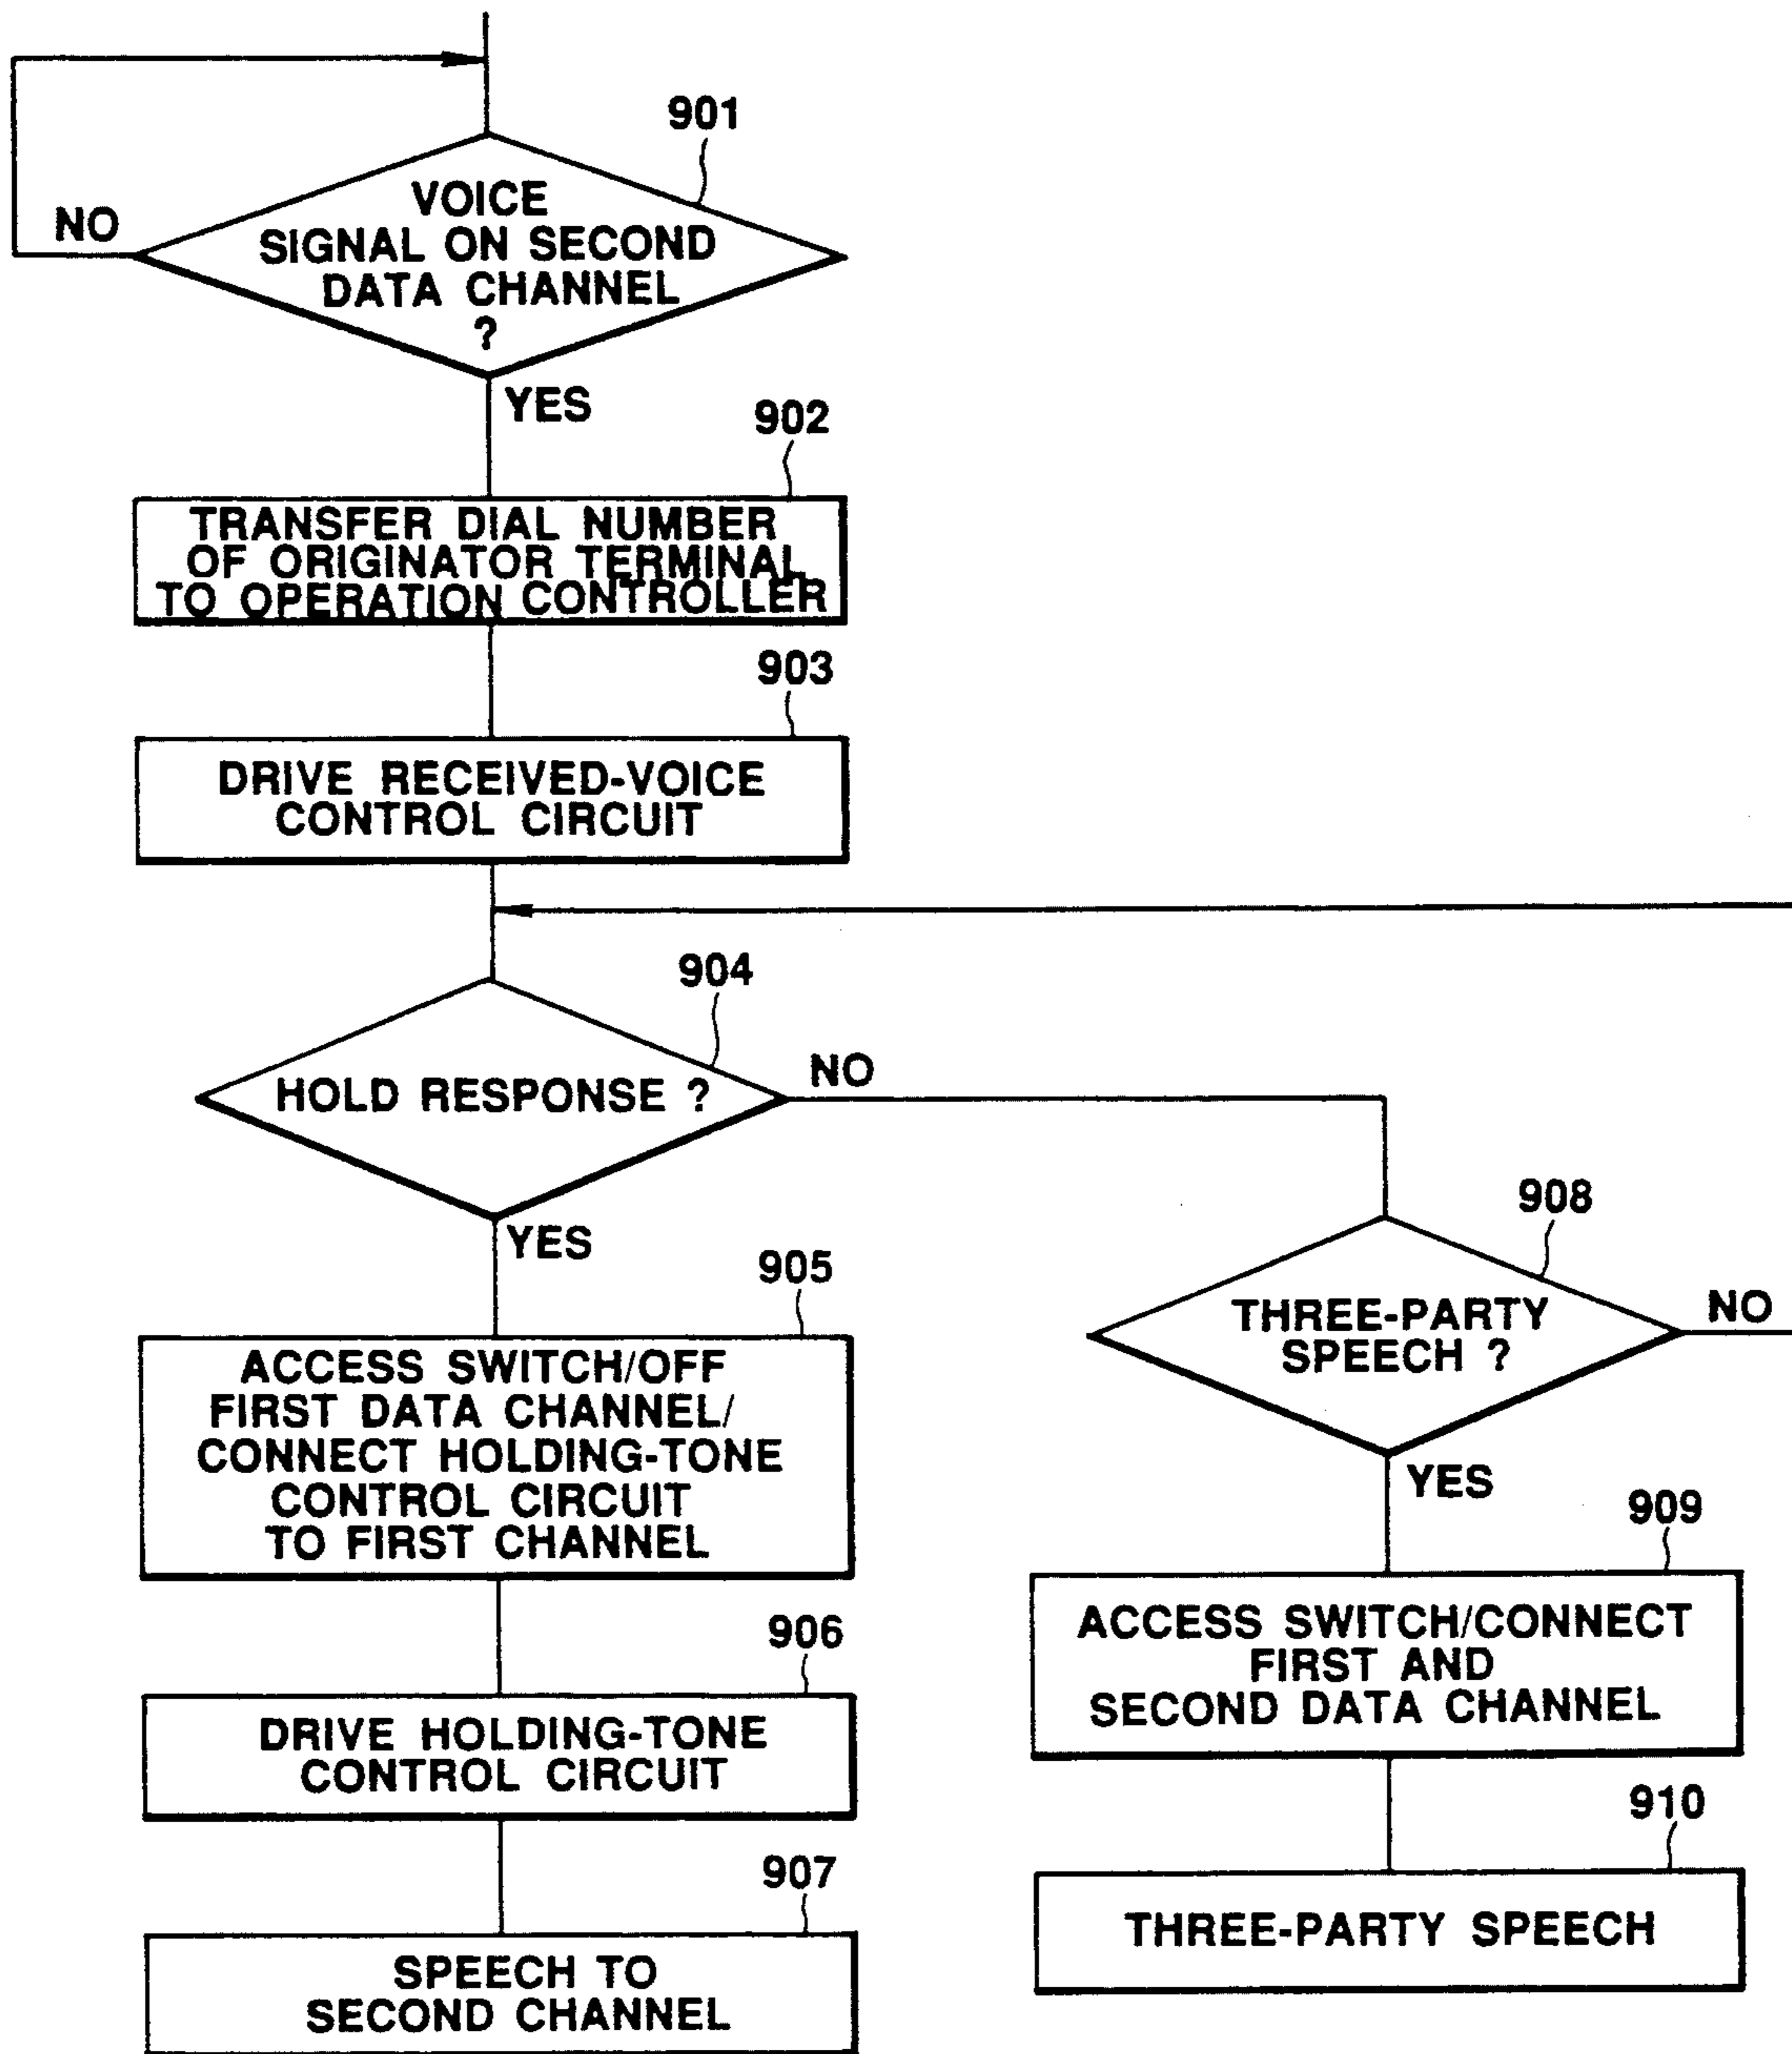 901
VOICE
SIGNAL ON SECOND
DATA CHANNEL
?
NO
YES
902
TRANSFER DIAL NUMBER
OF ORIGINATOR TERMINAL
TO OPERATION CONTROLLER
903
DRIVE RECEIVED-VOICE
CONTROL CIRCUIT
904
HOLD RESPONSE ?
NO
YES
905
ACCESS SWITCH/OFF
FIRST DATA CHANNEL/
CONNECT HOLDING-TONE
CONTROL CIRCUIT
TO FIRST CHANNEL
906
DRIVE HOLDING-TONE
CONTROL CIRCUIT
907
SPEECH TO
SECOND CHANNEL
908
THREE-PARTY
SPEECH ?
NO
YES
909
ACCESS SWITCH/CONNECT
FIRST AND
SECOND DATA CHANNEL
910
THREE-PARTY SPEECH